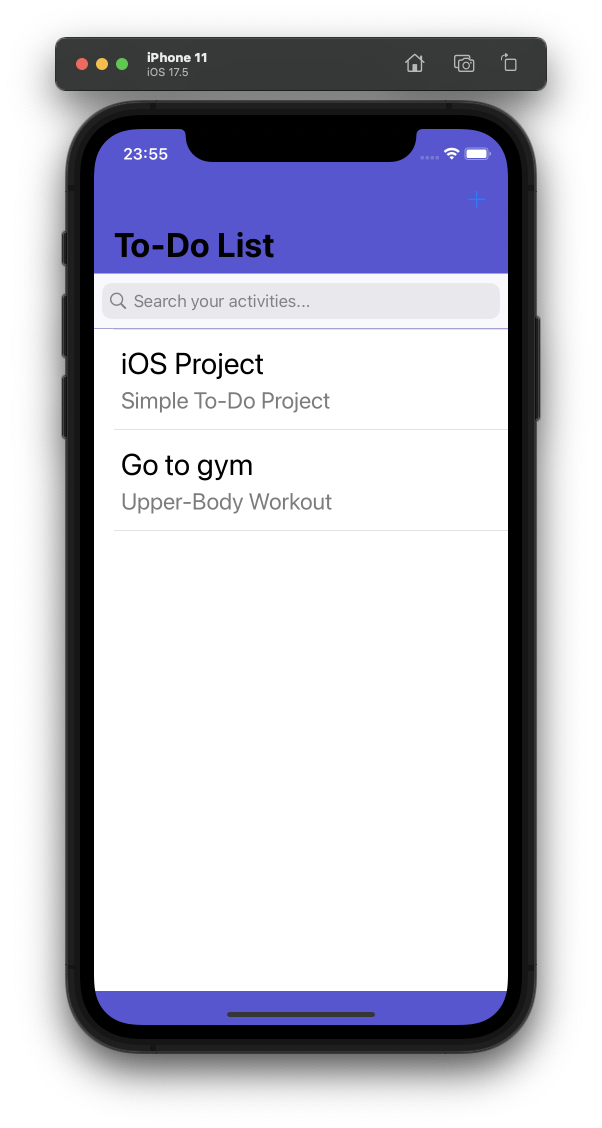 iPhone 11
iOS 17.5
23:55
To-Do List
Search your activities...
iOS Project
Simple To-Do Project
Go to gym
Upper-Body Workout